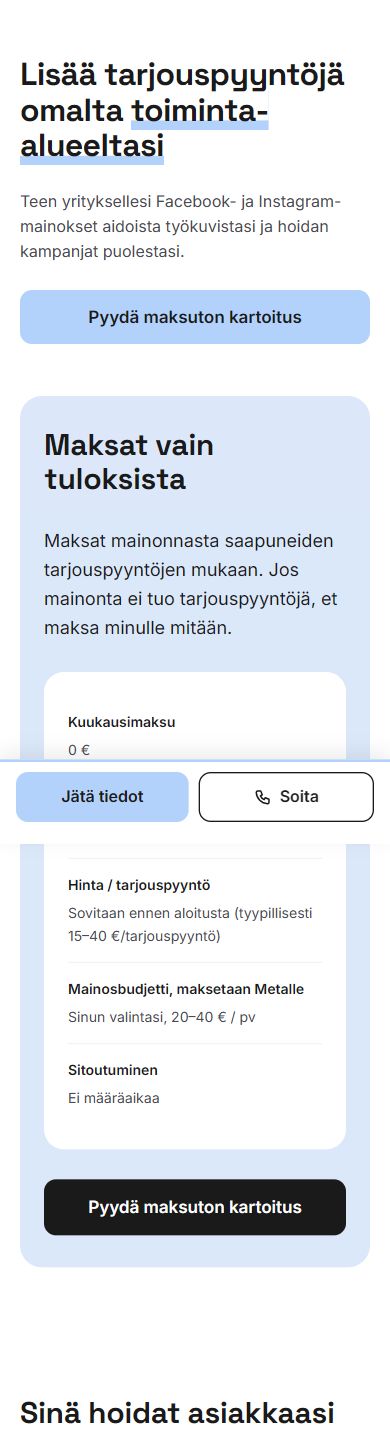 Lisää tarjouspyyntöjä
omalta toiminta-
alueeltasi
Teen yrityksellesi Facebook- ja Instagram-
mainokset aidoista työkuvistasi ja hoidan
kampanjat puolestasi.
Pyydä maksuton kartoitus
Maksat vain
tuloksista
Maksat mainonnasta saapuneiden
tarjouspyyntöjen mukaan. Jos
mainonta ei tuo tarjouspyyntöjä, et
maksa minulle mitään.
Kuukausimaksu
0 €
Jätä tiedot
Soita
Hinta / tarjouspyyntö
Sovitaan ennen aloitusta (tyypillisesti
15–40 €/tarjouspyyntö)
Mainosbudjetti, maksetaan Metalle
Sinun valintasi, 20–40 € / pv
Sitoutuminen
Ei määräaikaa
Pyydä maksuton kartoitus
Sinä hoidat asiakkaasi